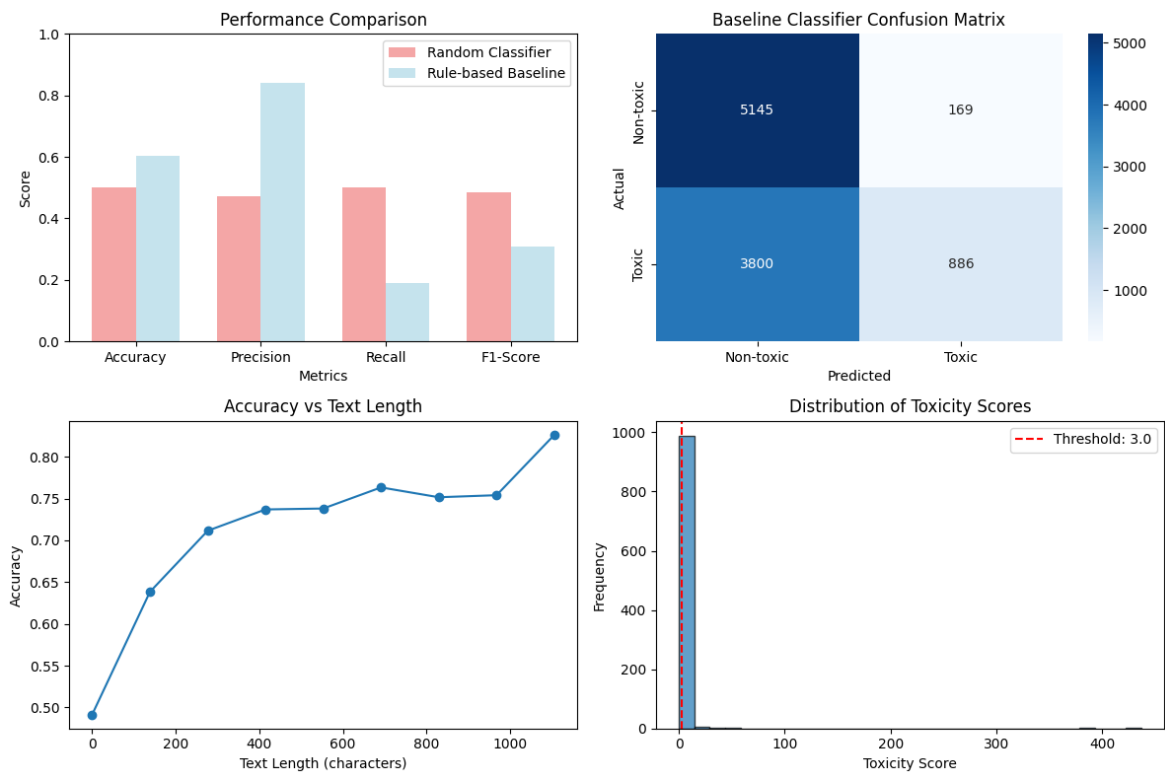 Performance Comparison
1.0
0.8
0.6
0.4
0.2
0.0
Score
Random Classifier
Rule-based Baseline
Accuracy
Precision
Recall
F1-Score
Metrics
Baseline Classifier Confusion Matrix
Actual
Non-toxic
Toxic
5145
169
3800
886
Non-toxic
Toxic
Predicted
5000
4000
3000
2000
1000
Accuracy vs Text Length
0.80
0.75
0.70
0.65
0.60
0.55
0.50
Accuracy
0
200
400
600
800
1000
Text Length (characters)
Distribution of Toxicity Scores
1000
800
600
400
200
0
Frequency
Threshold: 3.0
0
100
200
300
400
Toxicity Score